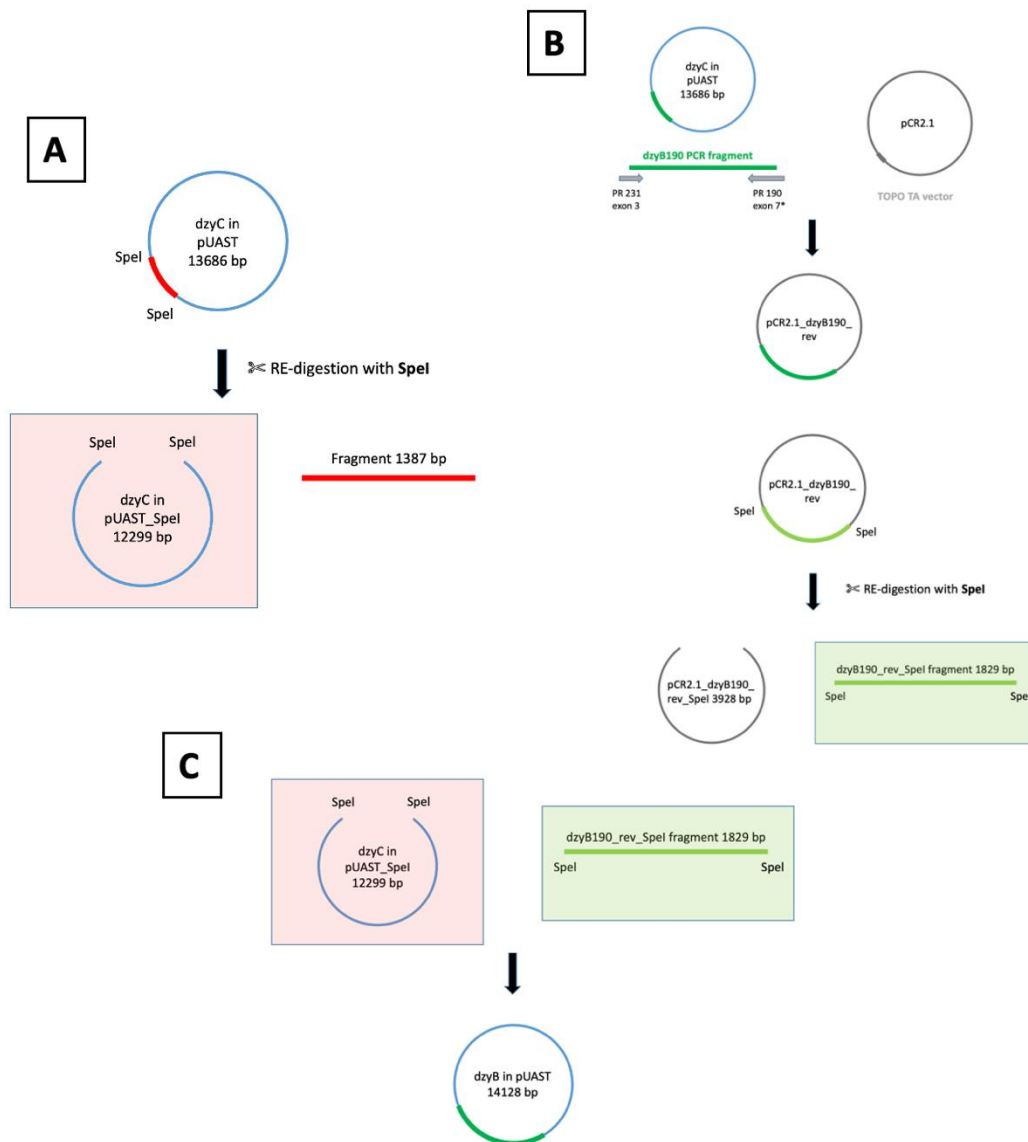 A
dzyC in
pUAST
13686 bp
SpeI
SpeI
✄ RE-digestion with SpeI
SpeI
SpeI
dzyC in
pUAST_SpeI
12299 bp
Fragment 1387 bp
B
dzyC in
pUAST
13686 bp
pCR2.1
dzyB190 PCR fragment
PR 231
exon 3
PR 190
exon 7*
TOPO TA vector
pCR2.1_dzyB190_
rev
pCR2.1_dzyB190_
rev
SpeI
SpeI
✄ RE-digestion with SpeI
pCR2.1_dzyB190_
rev_SpeI 3928 bp
dzyB190_rev_SpeI fragment 1829 bp
SpeI
SpeI
C
SpeI
SpeI
dzyC in
pUAST_SpeI
12299 bp
dzyB190_rev_SpeI fragment 1829 bp
SpeI
SpeI
dzyB in pUAST
14128 bp